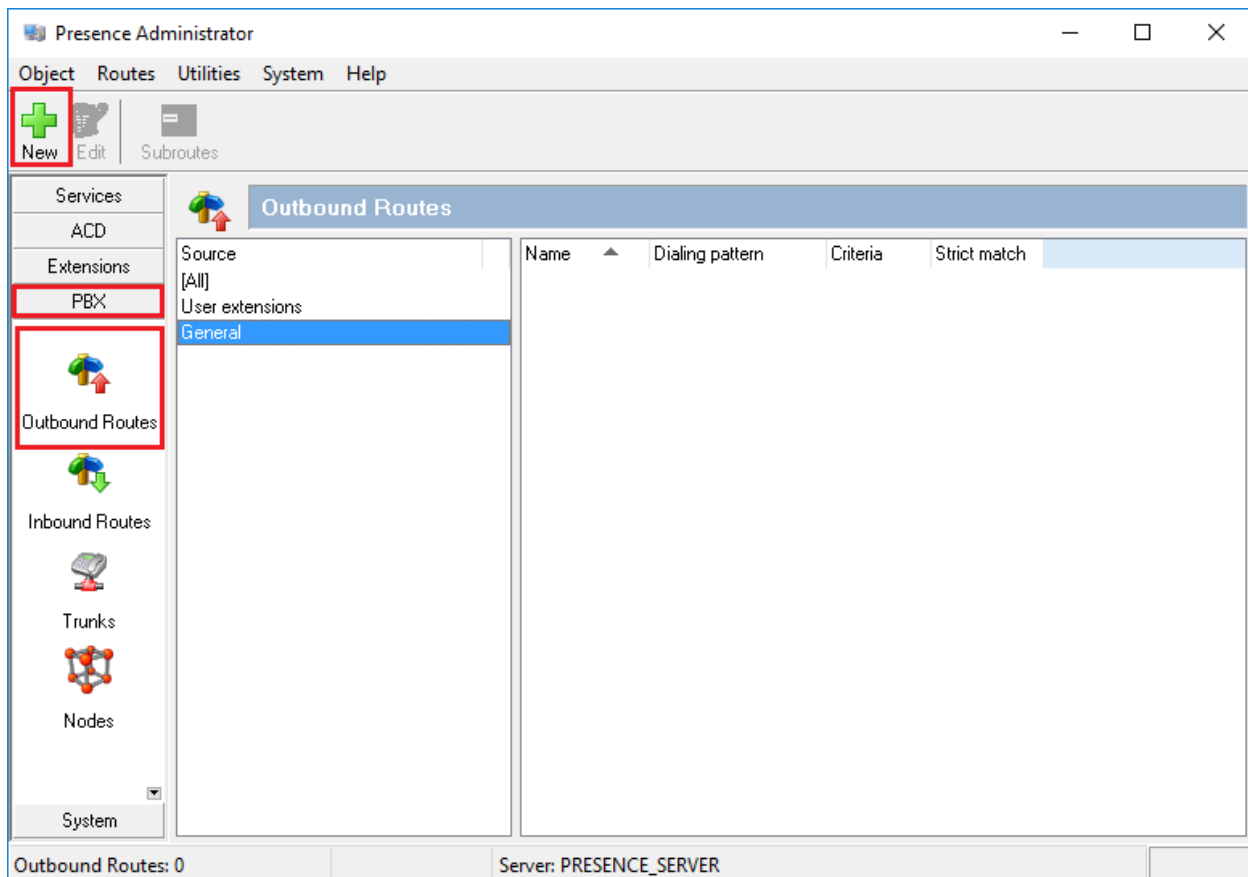 Presence Administrator
Object Routes Utilities System Help
New Edit Subroutes
Services
ACD
Extensions
PBX
Outbound Routes
Inbound Routes
Trunks
Nodes
System
Outbound Routes
Source
[All]
User extensions
General
Name Dialing pattern Criteria Strict match
Outbound Routes: 0 Server: PRESENCE_SERVER